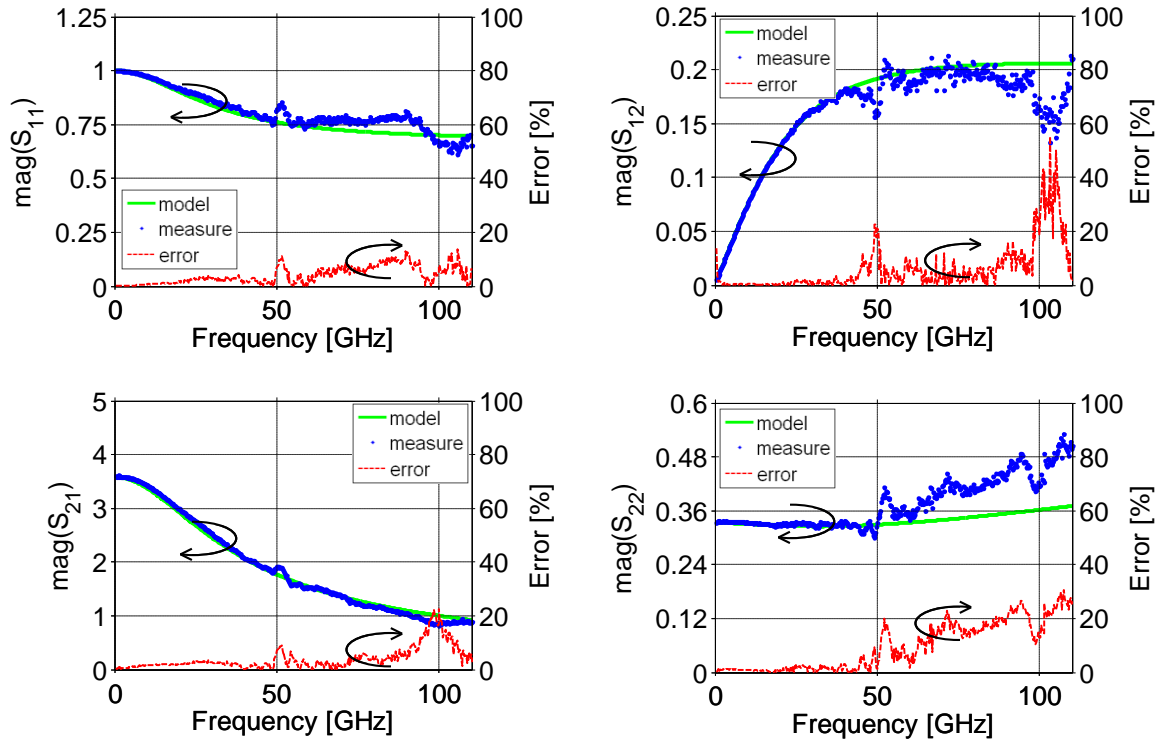 1.25
1
0.75
0.5
0.25
0
mag(S11)
100
80
60
40
20
0
Error [%]
model
measure
error
0
50
100
Frequency [GHz]
0.25
0.2
0.15
0.1
0.05
0
mag(S12)
100
80
60
40
20
0
Error [%]
model
measure
error
0
50
100
Frequency [GHz]
5
4
3
2
1
0
mag(S21)
100
80
60
40
20
0
Error [%]
model
measure
error
0
50
100
Frequency [GHz]
0.6
0.48
0.36
0.24
0.12
0
mag(S22)
100
80
60
40
20
0
Error [%]
model
measure
error
0
50
100
Frequency [GHz]